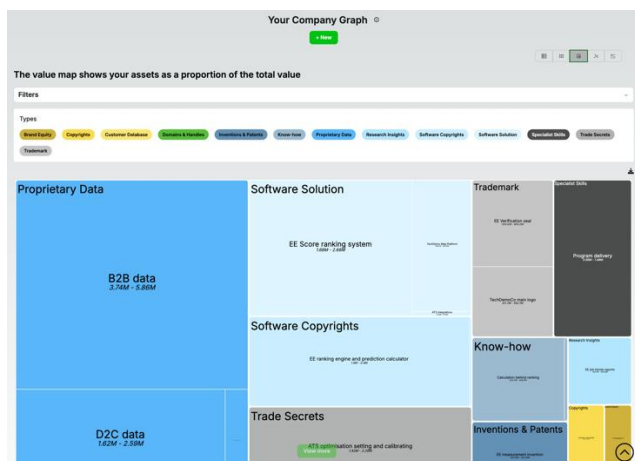 Your Company Graph
+ New
The value map shows your assets as a proportion of the total value
Filters
Types
Brand Equity
Copyrights
Customer Database
Domains & Handles
Inventions & Patents
Know-how
Proprietary Data
Research Insights
Software Copyrights
Software Solution
Specialist Skills
Trade Secrets
Trademark
Proprietary Data
B2B data
3.74M - 5.86M
D2C data
1.62M - 2.59M
Software Solution
EE Score ranking system
Software Copyrights
EE ranking engine and prediction calculator
Trade Secrets
ATS optimisation setting and calibrating
View more
Trademark
EE Verification seal
TechDemoCo main logo
Specialist Skills
Program delivery
Know-how
Research Insights
Inventions & Patents
EE measurement invention
Copyrights